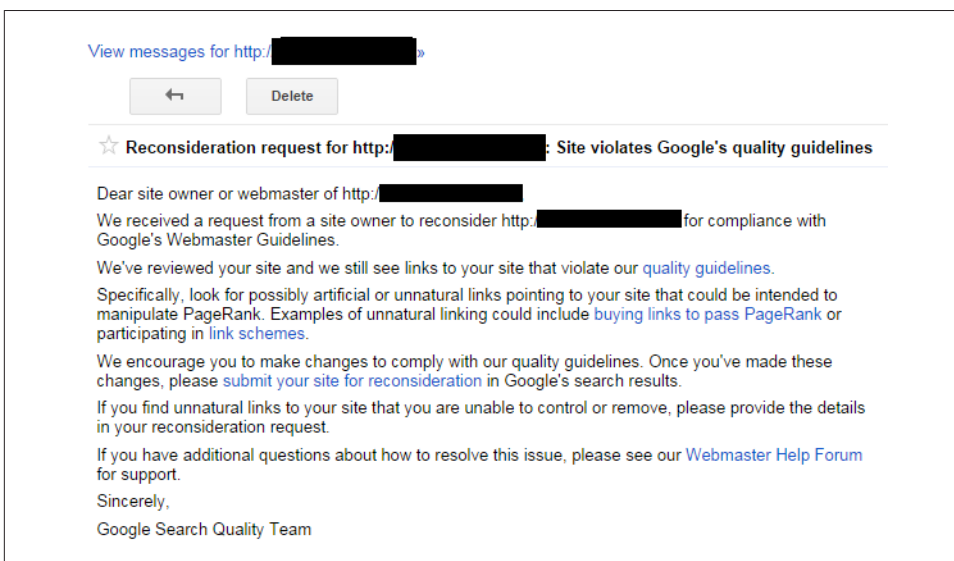 View messages for http:/ »
Delete
Reconsideration request for http:/ : Site violates Google's quality guidelines
Dear site owner or webmaster of http:/
We received a request from a site owner to reconsider http:/ for compliance with
Google's Webmaster Guidelines.
We've reviewed your site and we still see links to your site that violate our quality guidelines.
Specifically, look for possibly artificial or unnatural links pointing to your site that could be intended to
manipulate PageRank. Examples of unnatural linking could include buying links to pass PageRank or
participating in link schemes.
We encourage you to make changes to comply with our quality guidelines. Once you've made these
changes, please submit your site for reconsideration in Google's search results.
If you find unnatural links to your site that you are unable to control or remove, please provide the details
in your reconsideration request.
If you have additional questions about how to resolve this issue, please see our Webmaster Help Forum
for support.
Sincerely,
Google Search Quality Team